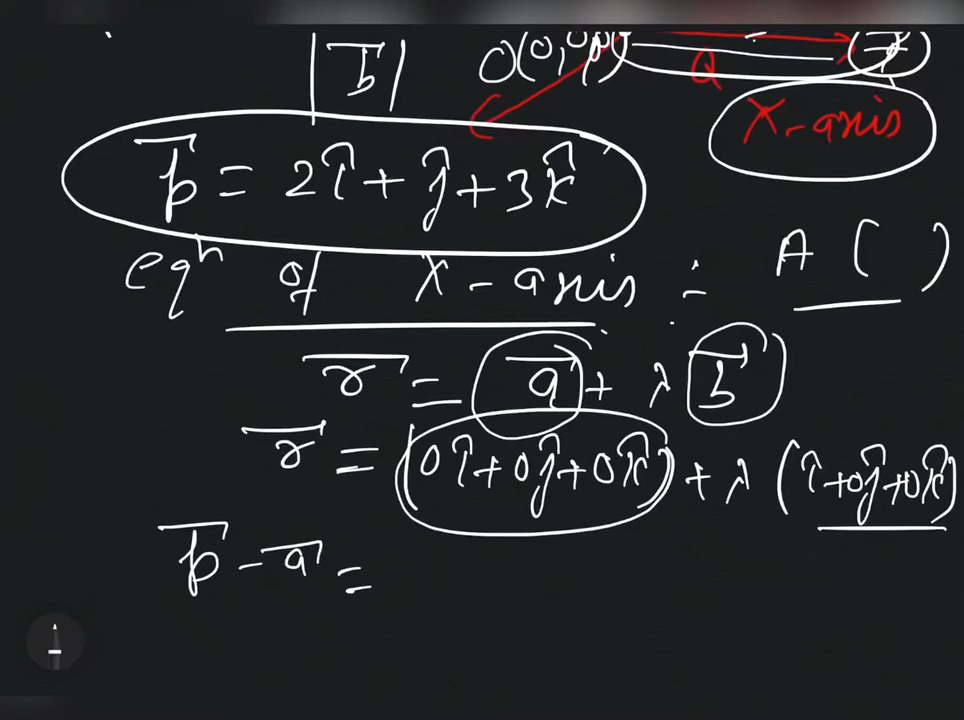 |b̅| O(0,0,0) Q
X-axis
p̅ = 2î + ĵ + 3k̂
eqⁿ of X-axis : A ( )
r̅ = a̅ + λ b̅
r̅ = (0î+0ĵ+0k̂) + λ (î+0ĵ+0k̂)
p̅ - a̅ =